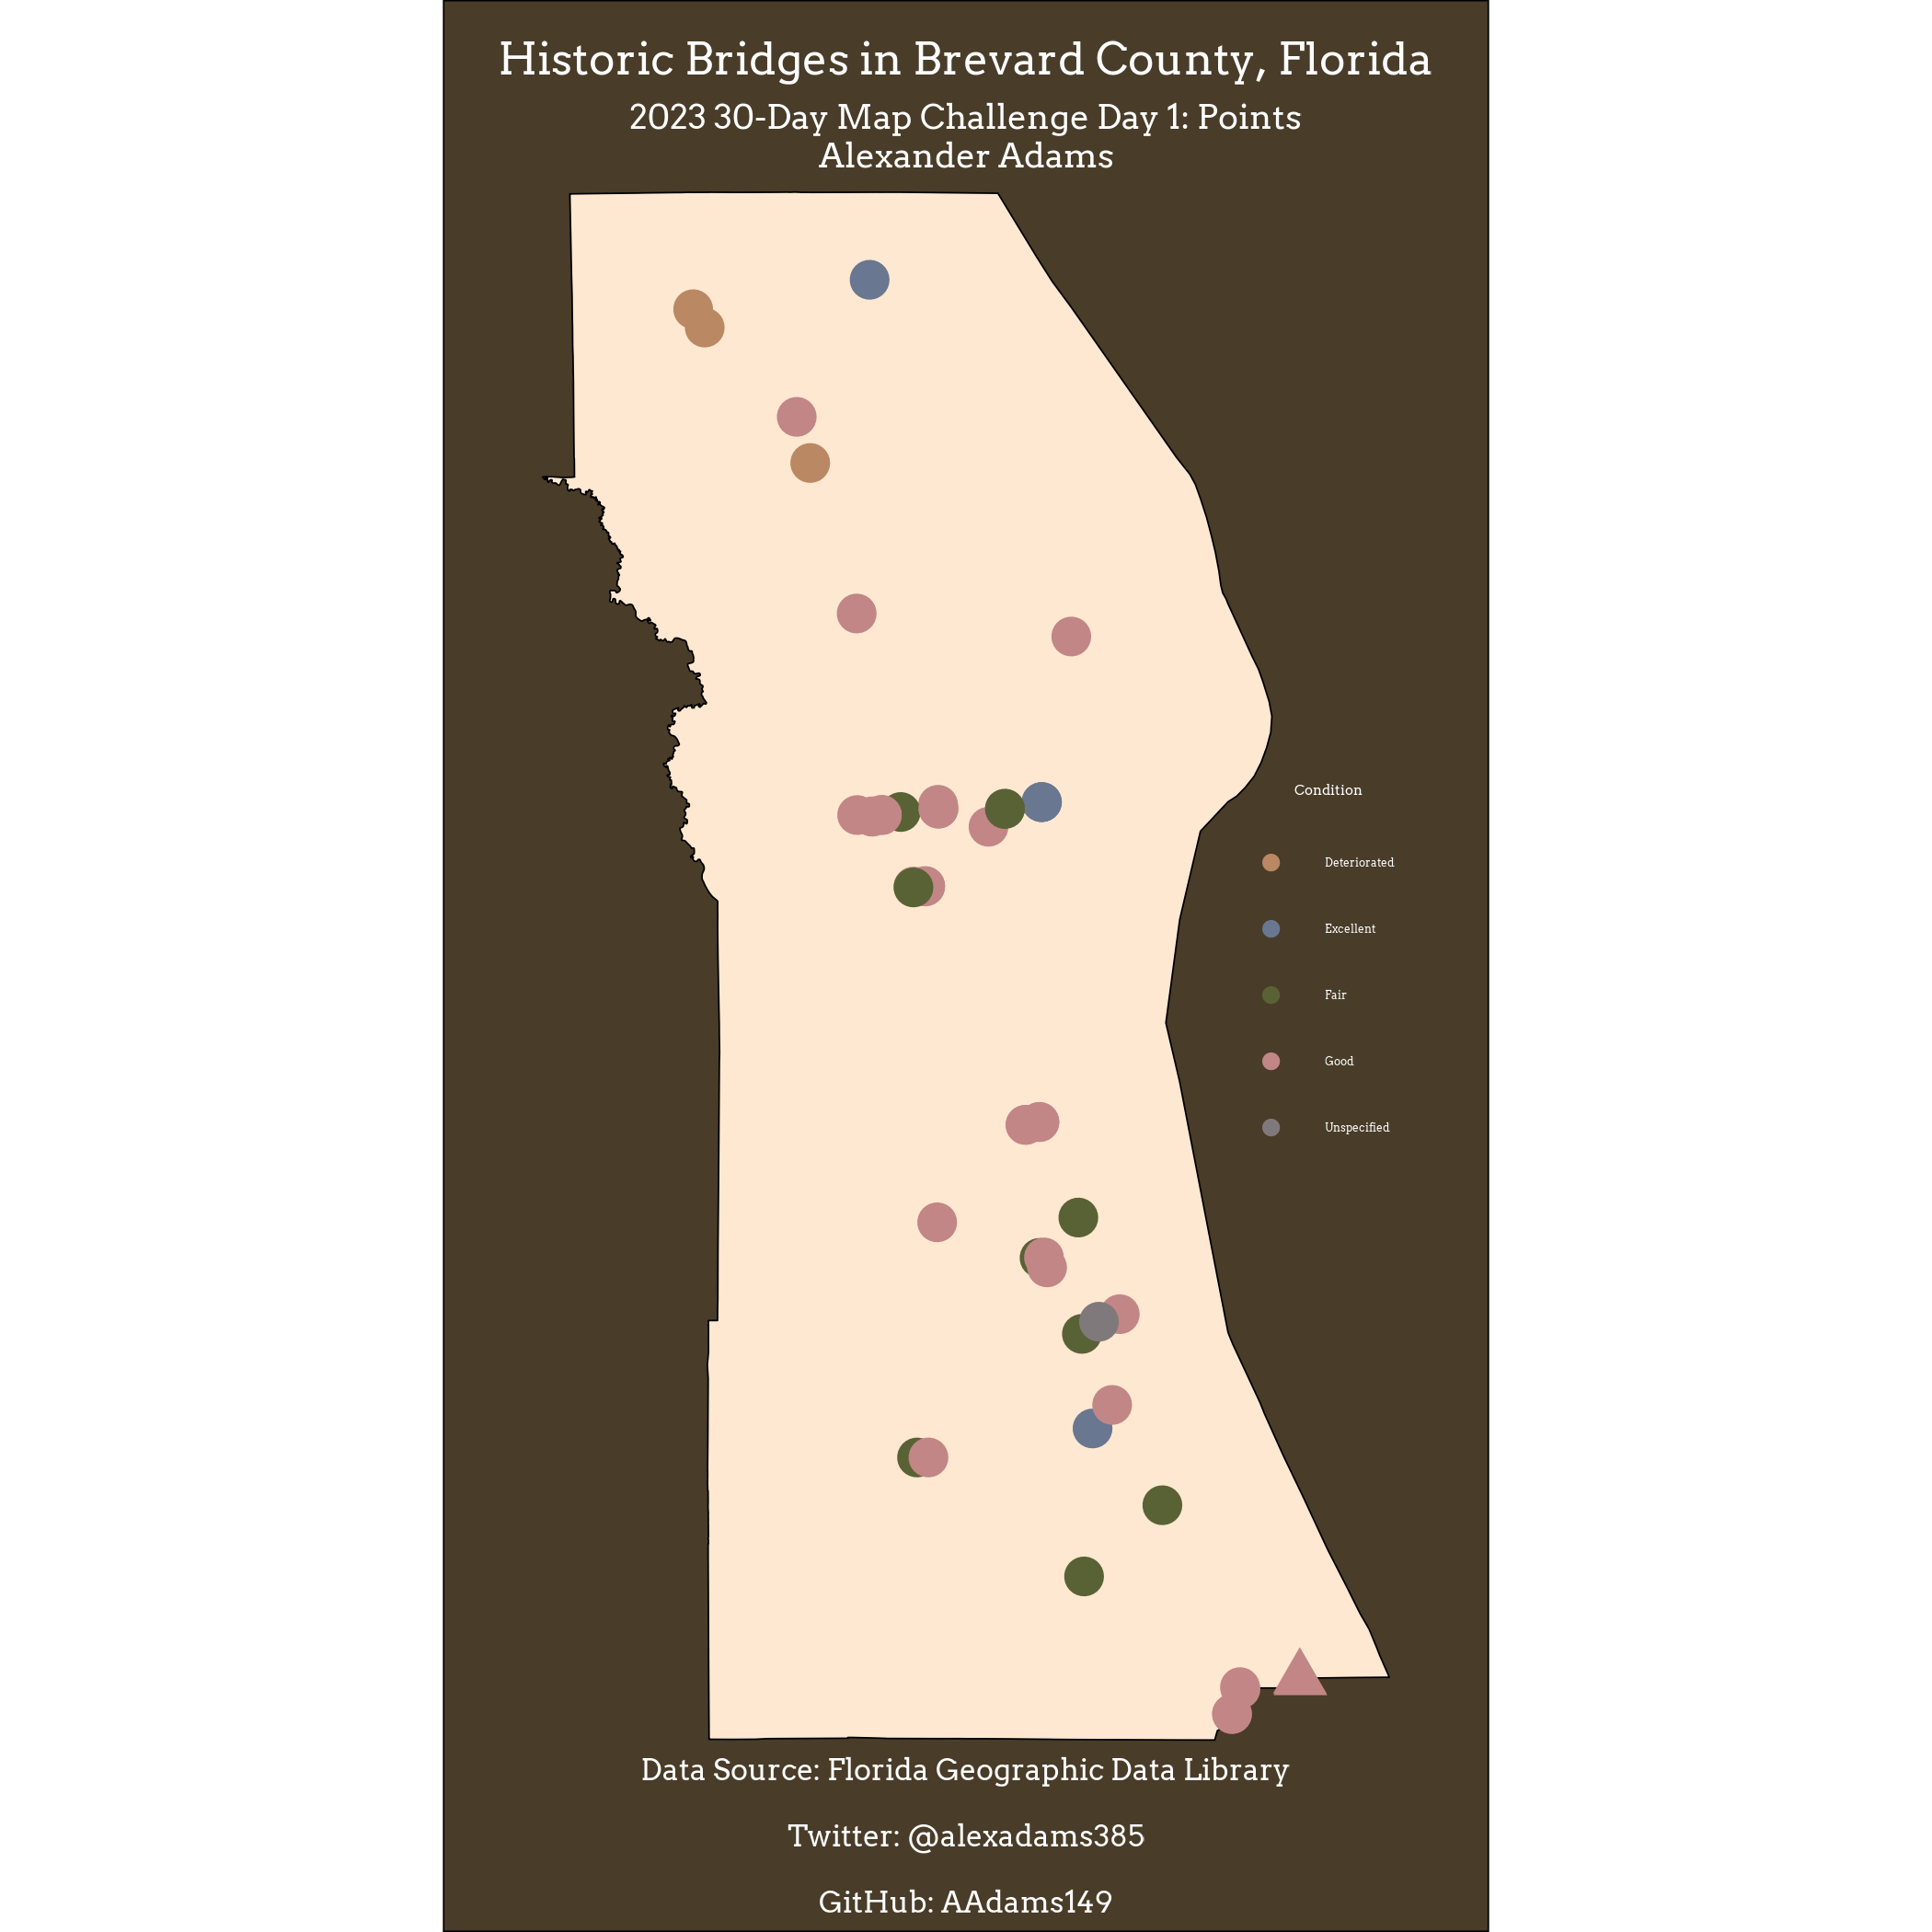 Historic Bridges in Brevard County, Florida
2023 30-Day Map Challenge Day 1: Points
Alexander Adams
Condition
Deteriorated
Excellent
Fair
Good
Unspecified
Data Source: Florida Geographic Data Library
Twitter: @alexadams385
GitHub: AAdams149